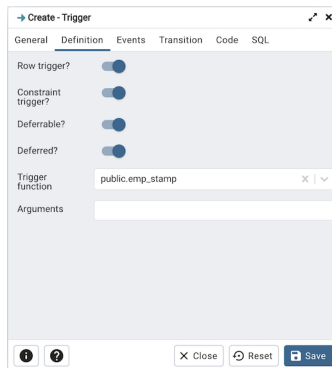 Create - Trigger
General Definition Events Transition Code SQL
Row trigger?
Constraint
trigger?
Deferrable?
Deferred?
Trigger
function
public.emp_stamp
Arguments
Close Reset Save